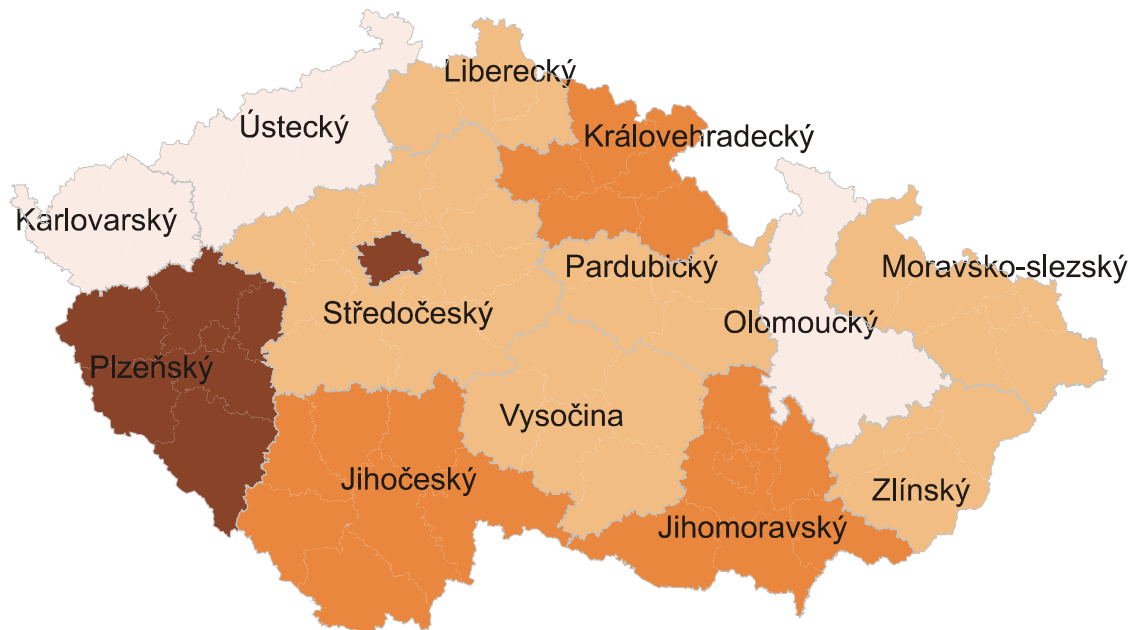 Liberecký
Ústecký
Královehradecký
Karlovarský
Pardubický
Moravsko-slezský
Středočeský
Olomoucký
Plzeňský
Vysočina
Jihočeský
Zlínský
Jihomoravský